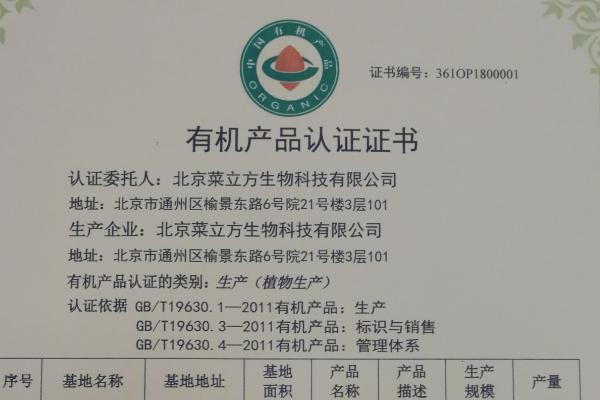 中国有机产品
ORGANIC
证书编号：361OP1800001
有机产品认证证书
认证委托人：北京菜立方生物科技有限公司
地址：北京市通州区榆景东路6号院21号楼3层101
生产企业：北京菜立方生物科技有限公司
地址：北京市通州区榆景东路6号院21号楼3层101
有机产品认证的类别：生产（植物生产）
认证依据 GB/T19630.1—2011有机产品：生产
GB/T19630.3—2011有机产品：标识与销售
GB/T19630.4—2011有机产品：管理体系
序号 基地名称 基地地址 基地面积 产品名称 产品描述 生产规模 产量